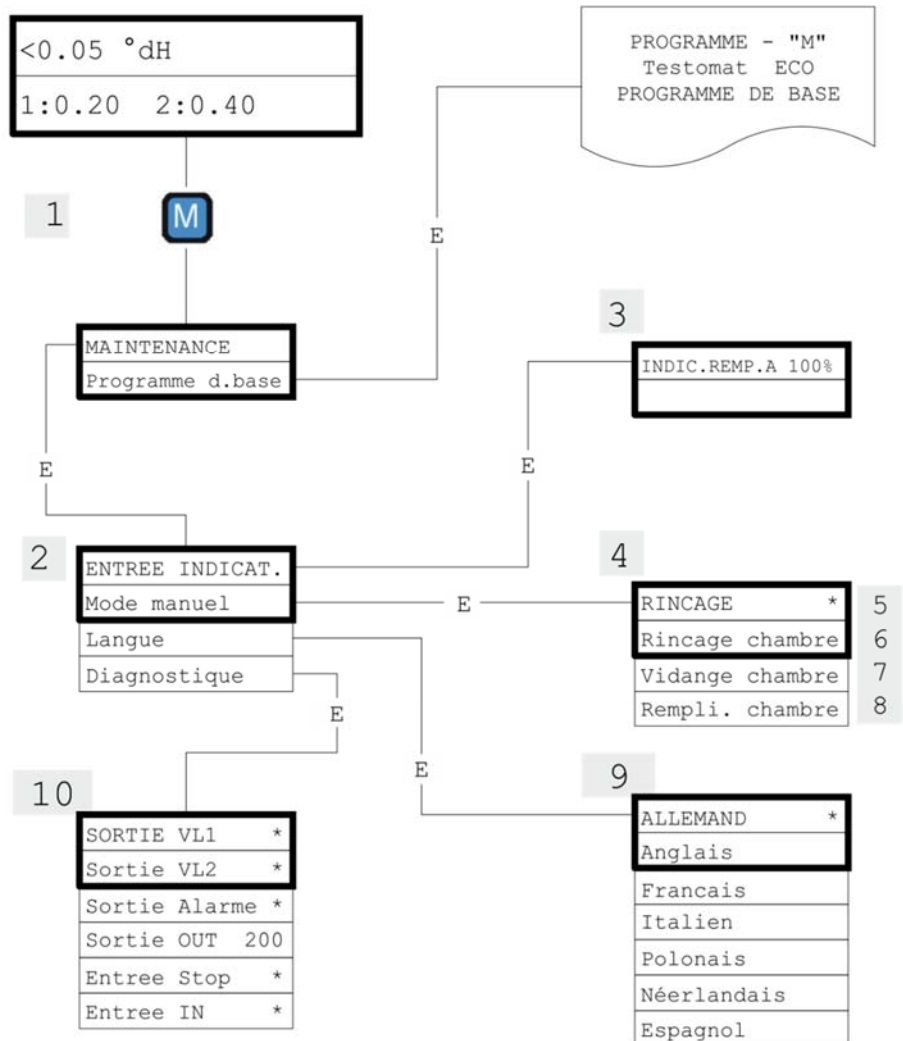 <0.05 °dH
1:0.20 2:0.40
PROGRAMME - "M"
Testomat ECO
PROGRAMME DE BASE
1
M
E
MAINTENANCE
Programme d.base
3
INDIC.REMP.A 100%
E
E
2
ENTREE INDICAT.
Mode manuel
Langue
Diagnostique
E
4
RINCAGE * 5
Rincage chambre 6
Vidange chambre 7
Rempli. chambre 8
E
E
10
SORTIE VL1 *
Sortie VL2 *
Sortie Alarme *
Sortie OUT 200
Entree Stop *
Entree IN *
9
ALLEMAND *
Anglais
Francais
Italien
Polonais
Néerlandais
Espagnol